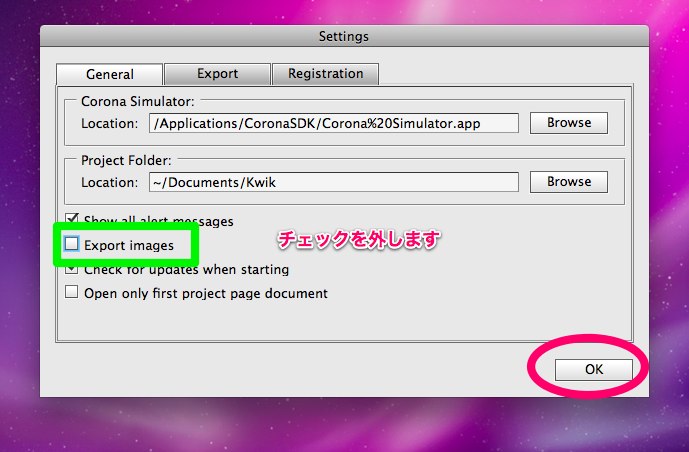 Settings
General Export Registration
Corona Simulator:
Location: /Applications/CoronaSDK/Corona%20Simulator.app Browse
Project Folder:
Location: ~/Documents/Kwik Browse
Show all alert messages
Export images
チェックを外します
Check for updates when starting
Open only first project page document
OK